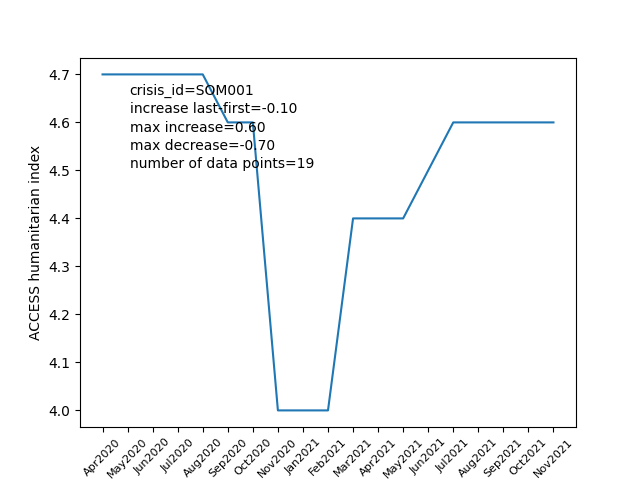 4.7
4.6
4.5
4.4
4.3
4.2
4.1
4.0
ACCESS humanitarian index
crisis_id=SOM001
increase last-first=-0.10
max increase=0.60
max decrease=-0.70
number of data points=19
Apr2020
May2020
Jun2020
Jul2020
Aug2020
Sep2020
Oct2020
Nov2020
Jan2021
Feb2021
Mar2021
Apr2021
May2021
Jun2021
Jul2021
Aug2021
Sep2021
Oct2021
Nov2021